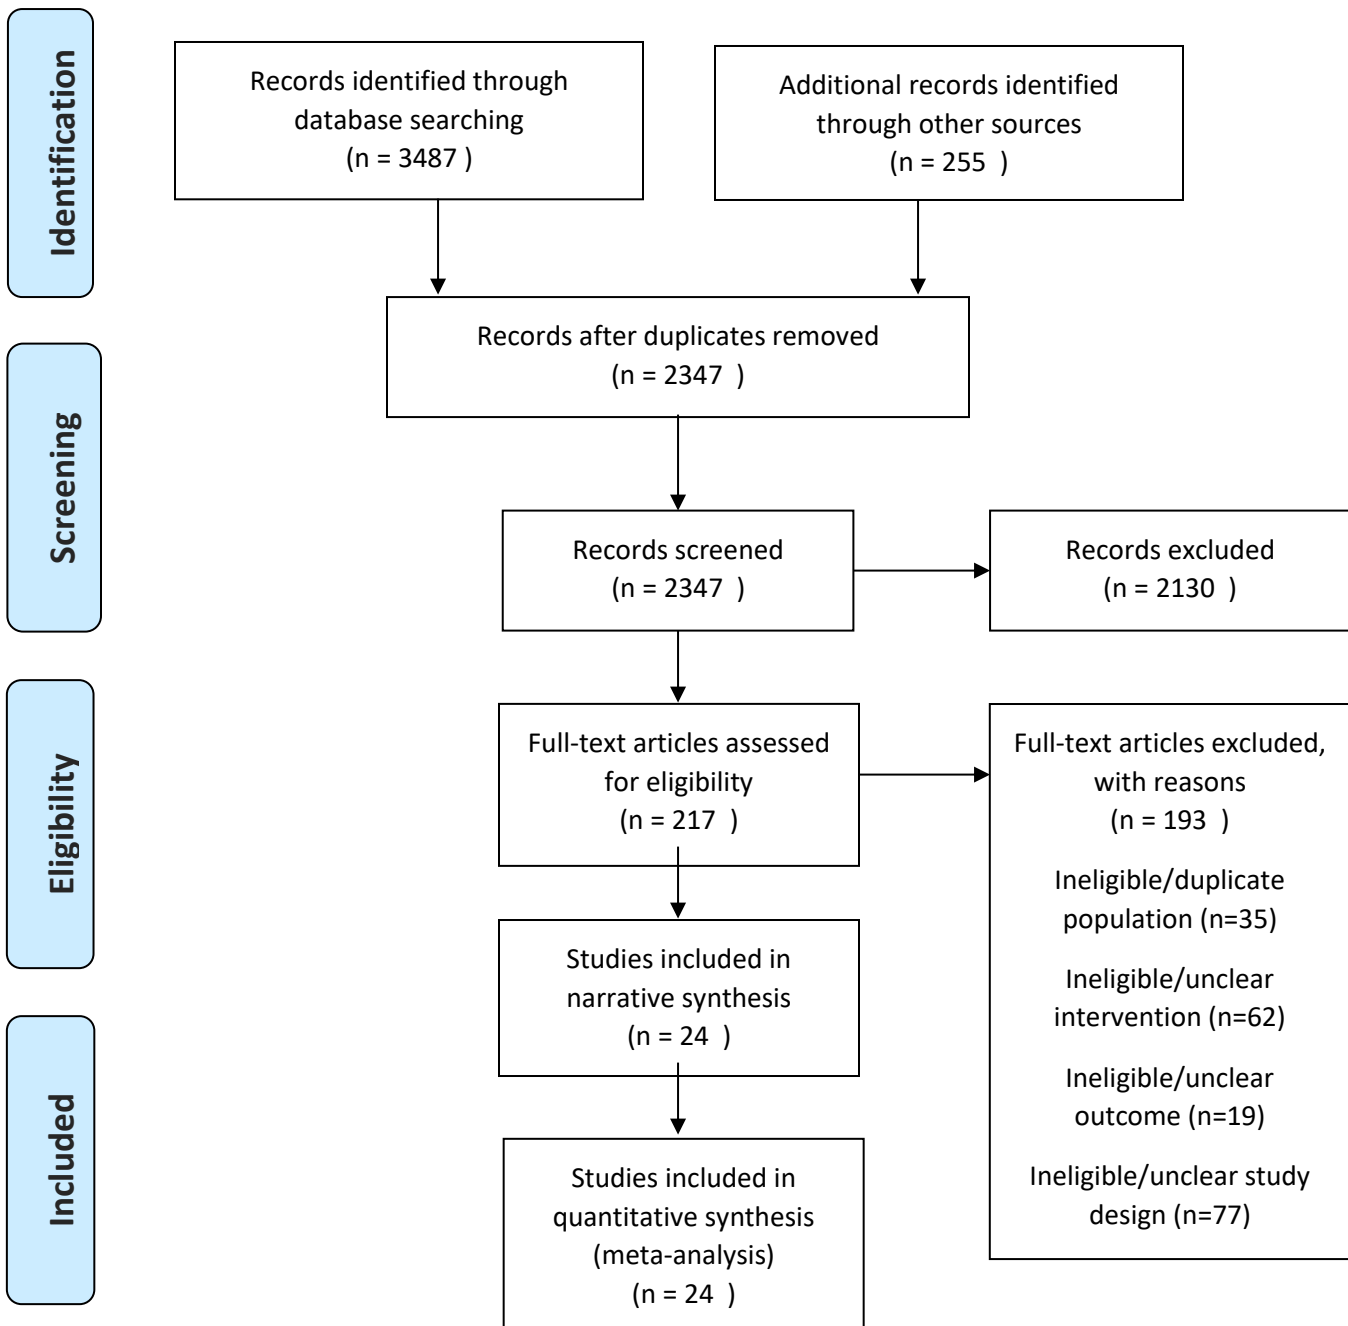 Identification
Records identified through
database searching
(n = 3487 )
Additional records identified
through other sources
(n = 255 )
Records after duplicates removed
(n = 2347 )
Screening
Records screened
(n = 2347 )
Records excluded
(n = 2130 )
Eligibility
Full-text articles assessed
for eligibility
(n = 217 )
Full-text articles excluded,
with reasons
(n = 193 )
Ineligible/duplicate
population (n=35)
Ineligible/unclear
intervention (n=62)
Ineligible/unclear
outcome (n=19)
Ineligible/unclear study
design (n=77)
Studies included in
narrative synthesis
(n = 24 )
Included
Studies included in
quantitative synthesis
(meta-analysis)
(n = 24 )